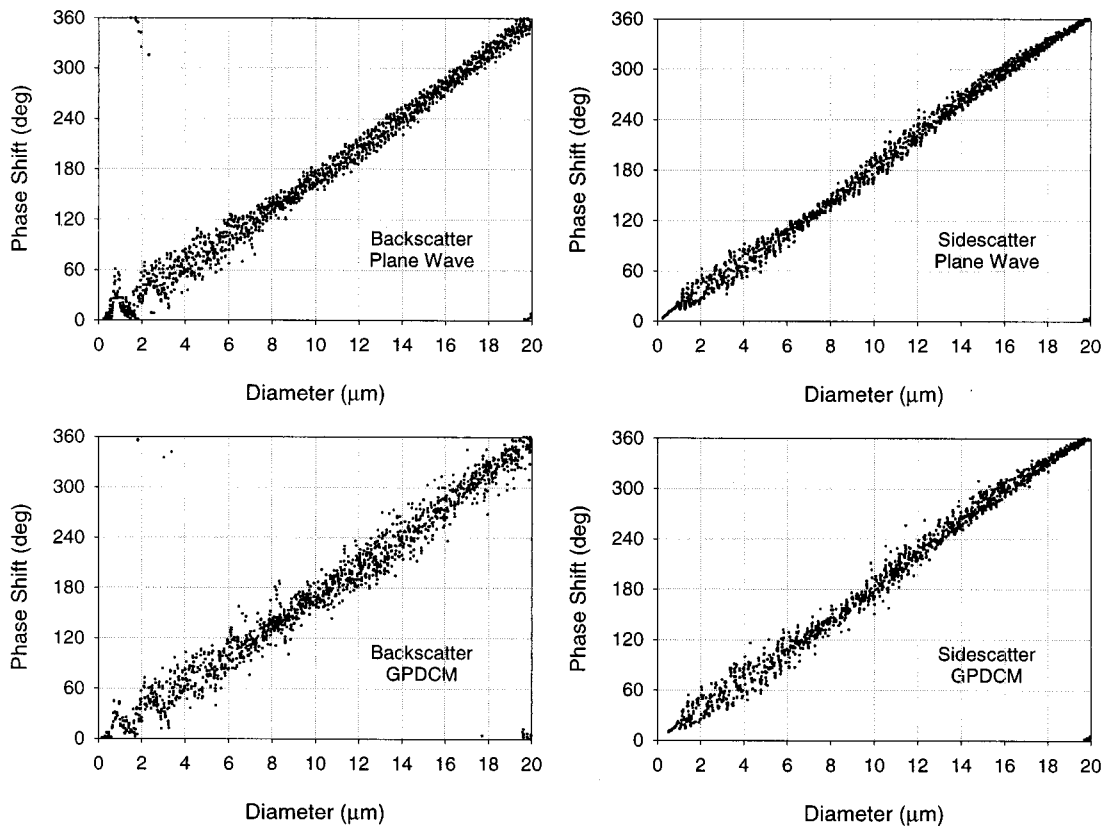 360
300
240
180
120
60
0
Phase Shift (deg)
Backscatter
Plane Wave
0 2 4 6 8 10 12 14 16 18 20
Diameter (μm)
360
300
240
180
120
60
0
Phase Shift (deg)
Sidescatter
Plane Wave
0 2 4 6 8 10 12 14 16 18 20
Diameter (μm)
360
300
240
180
120
60
0
Phase Shift (deg)
Backscatter
GPDCM
0 2 4 6 8 10 12 14 16 18 20
Diameter (μm)
360
300
240
180
120
60
0
Phase Shift (deg)
Sidescatter
GPDCM
0 2 4 6 8 10 12 14 16 18 20
Diameter (μm)